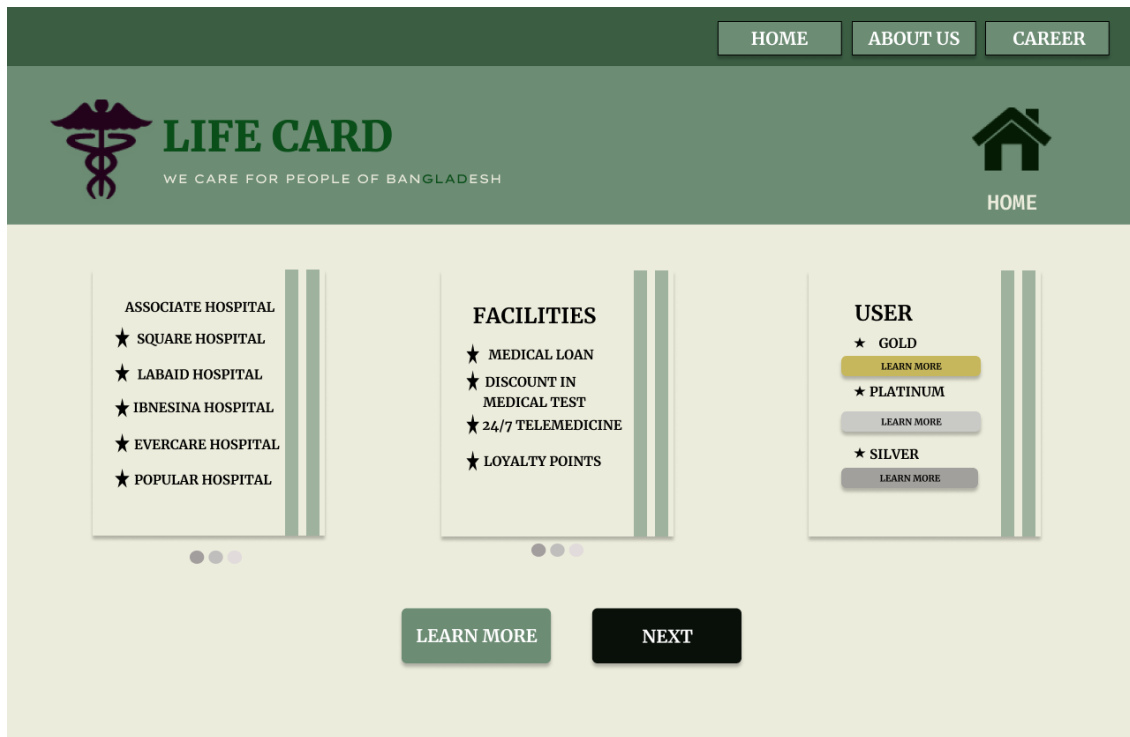 HOME ABOUT US CAREER
LIFE CARD
WE CARE FOR PEOPLE OF BANGLADESH
HOME
ASSOCIATE HOSPITAL
SQUARE HOSPITAL
LABAID HOSPITAL
IBNESINA HOSPITAL
EVERCARE HOSPITAL
POPULAR HOSPITAL
FACILITIES
MEDICAL LOAN
DISCOUNT IN
MEDICAL TEST
24/7 TELEMEDICINE
LOYALTY POINTS
USER
GOLD
LEARN MORE
PLATINUM
LEARN MORE
SILVER
LEARN MORE
LEARN MORE
NEXT